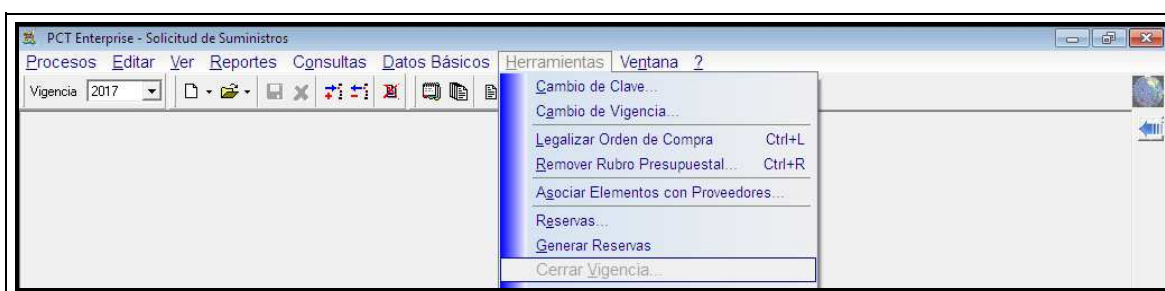 PCT Enterprise - Solicitud de Suministros
Procesos Editar Ver Reportes Consultas Datos Básicos Herramientas Ventana ?
Vigencia 2017
Cambio de Clave...
Cambio de Vigencia...
Legalizar Orden de Compra Ctrl+L
Remover Rubro Presupuestal... Ctrl+R
Asociar Elementos con Proveedores...
Reservas...
Generar Reservas
Cerrar Vigencia...